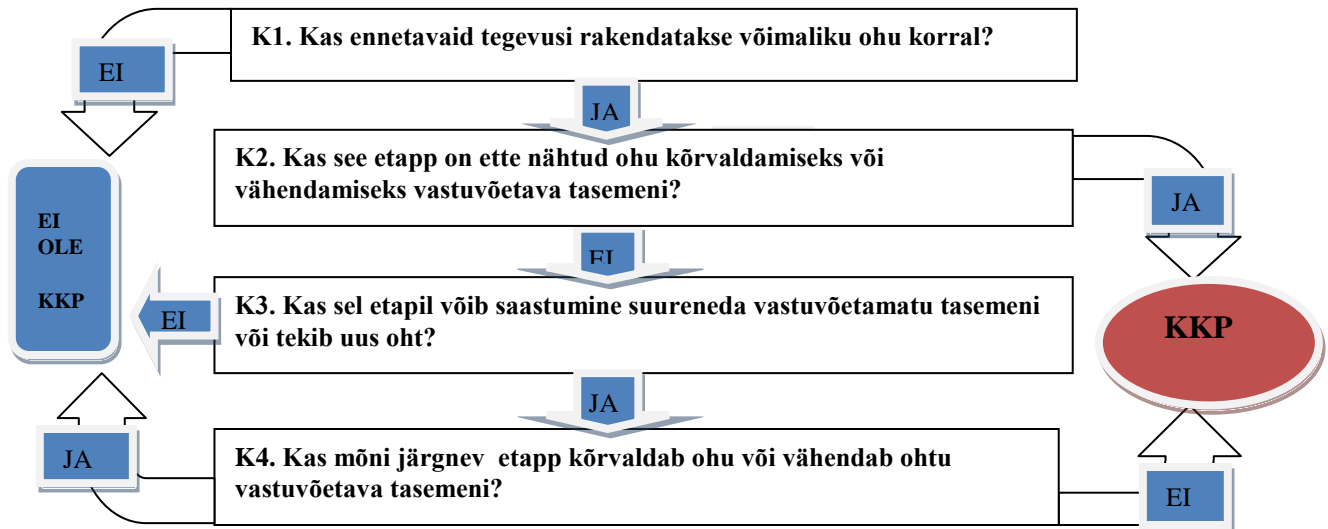 K1. Kas ennetavaid tegevusi rakendatakse võimaliku ohu korral?
EI
JA
K2. Kas see etapp on ette nähtud ohu kõrvaldamiseks või
vähendamiseks vastuvõetava tasemeni?
JA
EI
OLE
KKP
EI
K3. Kas sel etapil võib saastumine suureneda vastuvõetamatu tasemeni
või tekib uus oht?
EI
KKP
JA
K4. Kas mõni järgnev etapp kõrvaldab ohu või vähendab ohtu
vastuvõetava tasemeni?
JA
EI